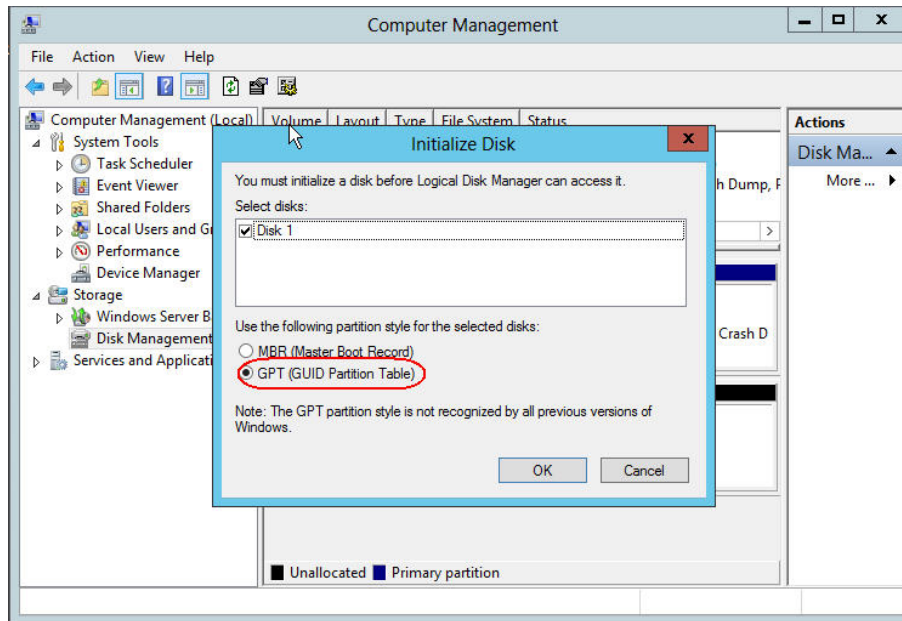 Computer Management
File Action View Help
Computer Management (Local)
System Tools
Task Scheduler
Event Viewer
Shared Folders
Local Users and Gr
Performance
Device Manager
Storage
Windows Server B
Disk Management
Services and Applicati
Volume Layout Type File System Status
h Dump, P
Crash D
Initialize Disk
x
You must initialize a disk before Logical Disk Manager can access it.
Select disks:
Disk 1
Use the following partition style for the selected disks:
MBR (Master Boot Record)
GPT (GUID Partition Table)
Note: The GPT partition style is not recognized by all previous versions of
Windows.
OK Cancel
Unallocated Primary partition
Actions
Disk Ma...
More ...